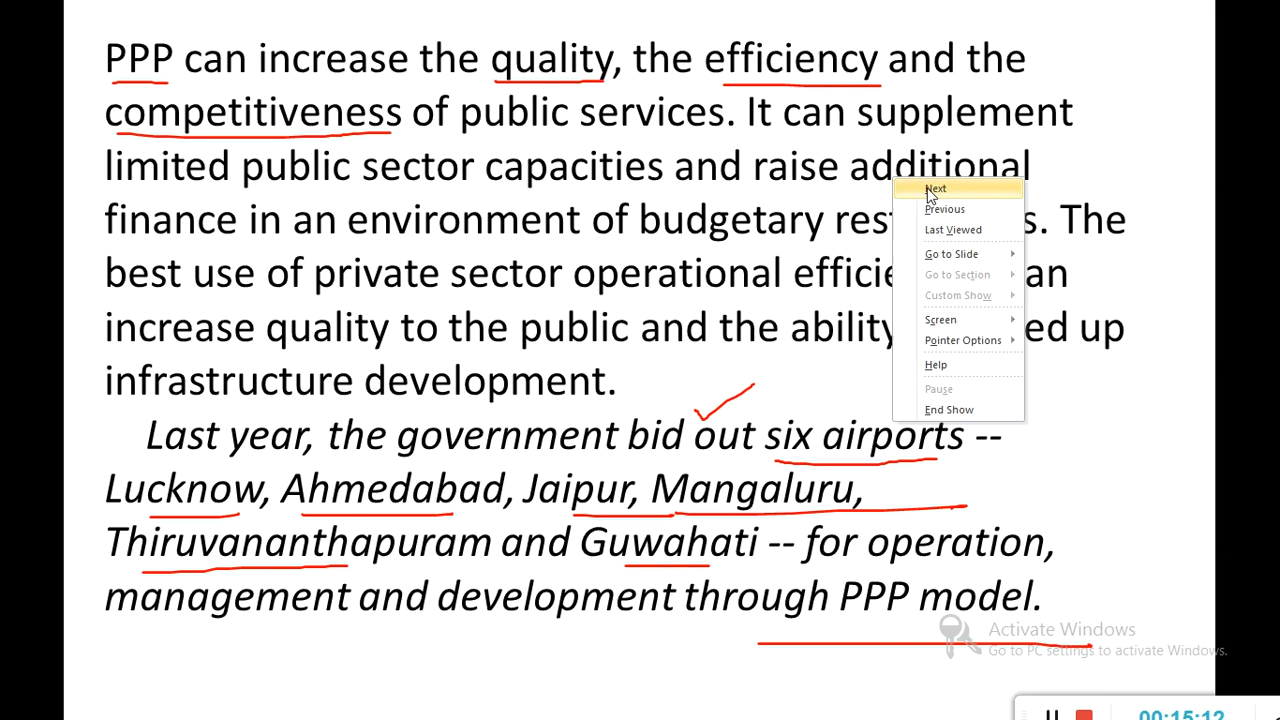 PPP can increase the quality, the efficiency and the
competitiveness of public services. It can supplement
limited public sector capacities and raise additional
finance in an environment of budgetary res s. The
best use of private sector operational effici an
increase quality to the public and the ability ed up
infrastructure development.
Last year, the government bid out six airports --
Lucknow, Ahmedabad, Jaipur, Mangaluru,
Thiruvananthapuram and Guwahati -- for operation,
management and development through PPP model.
Next
Previous
Last Viewed
Go to Slide
Go to Section
Custom Show
Screen
Pointer Options
Help
Pause
End Show
Activate Windows
Go to PC settings to activate Windows.
00:15:12